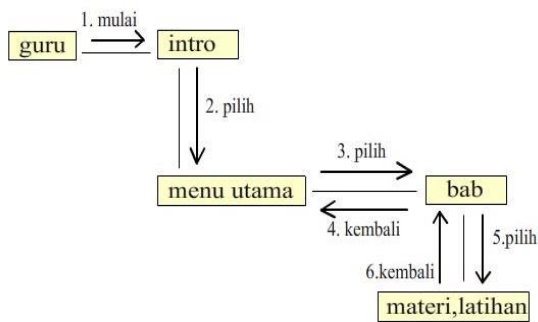 1. mulai
guru
intro
2. pilih
3. pilih
menu utama
bab
4. kembali
5.pilih
6.kembali
materi,latihan